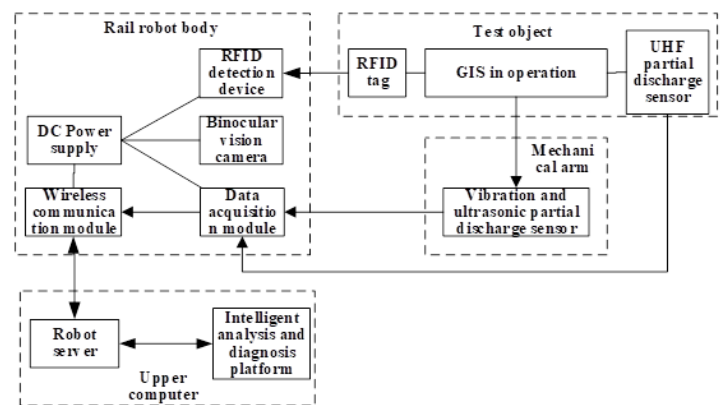 Rail robot body
RFID
detection
device
DC Power
supply
Binocular
vision
camera
Wireless
communica
tion module
Data
acquisitio
n module
Test object
RFID
tag
GIS in operation
UHF
partial
discharge
sensor
Mechani
cal arm
Vibration and
ultrasonic partial
discharge sensor
Robot
server
Intelligent
analysis and
diagnosis
platform
Upper
computer